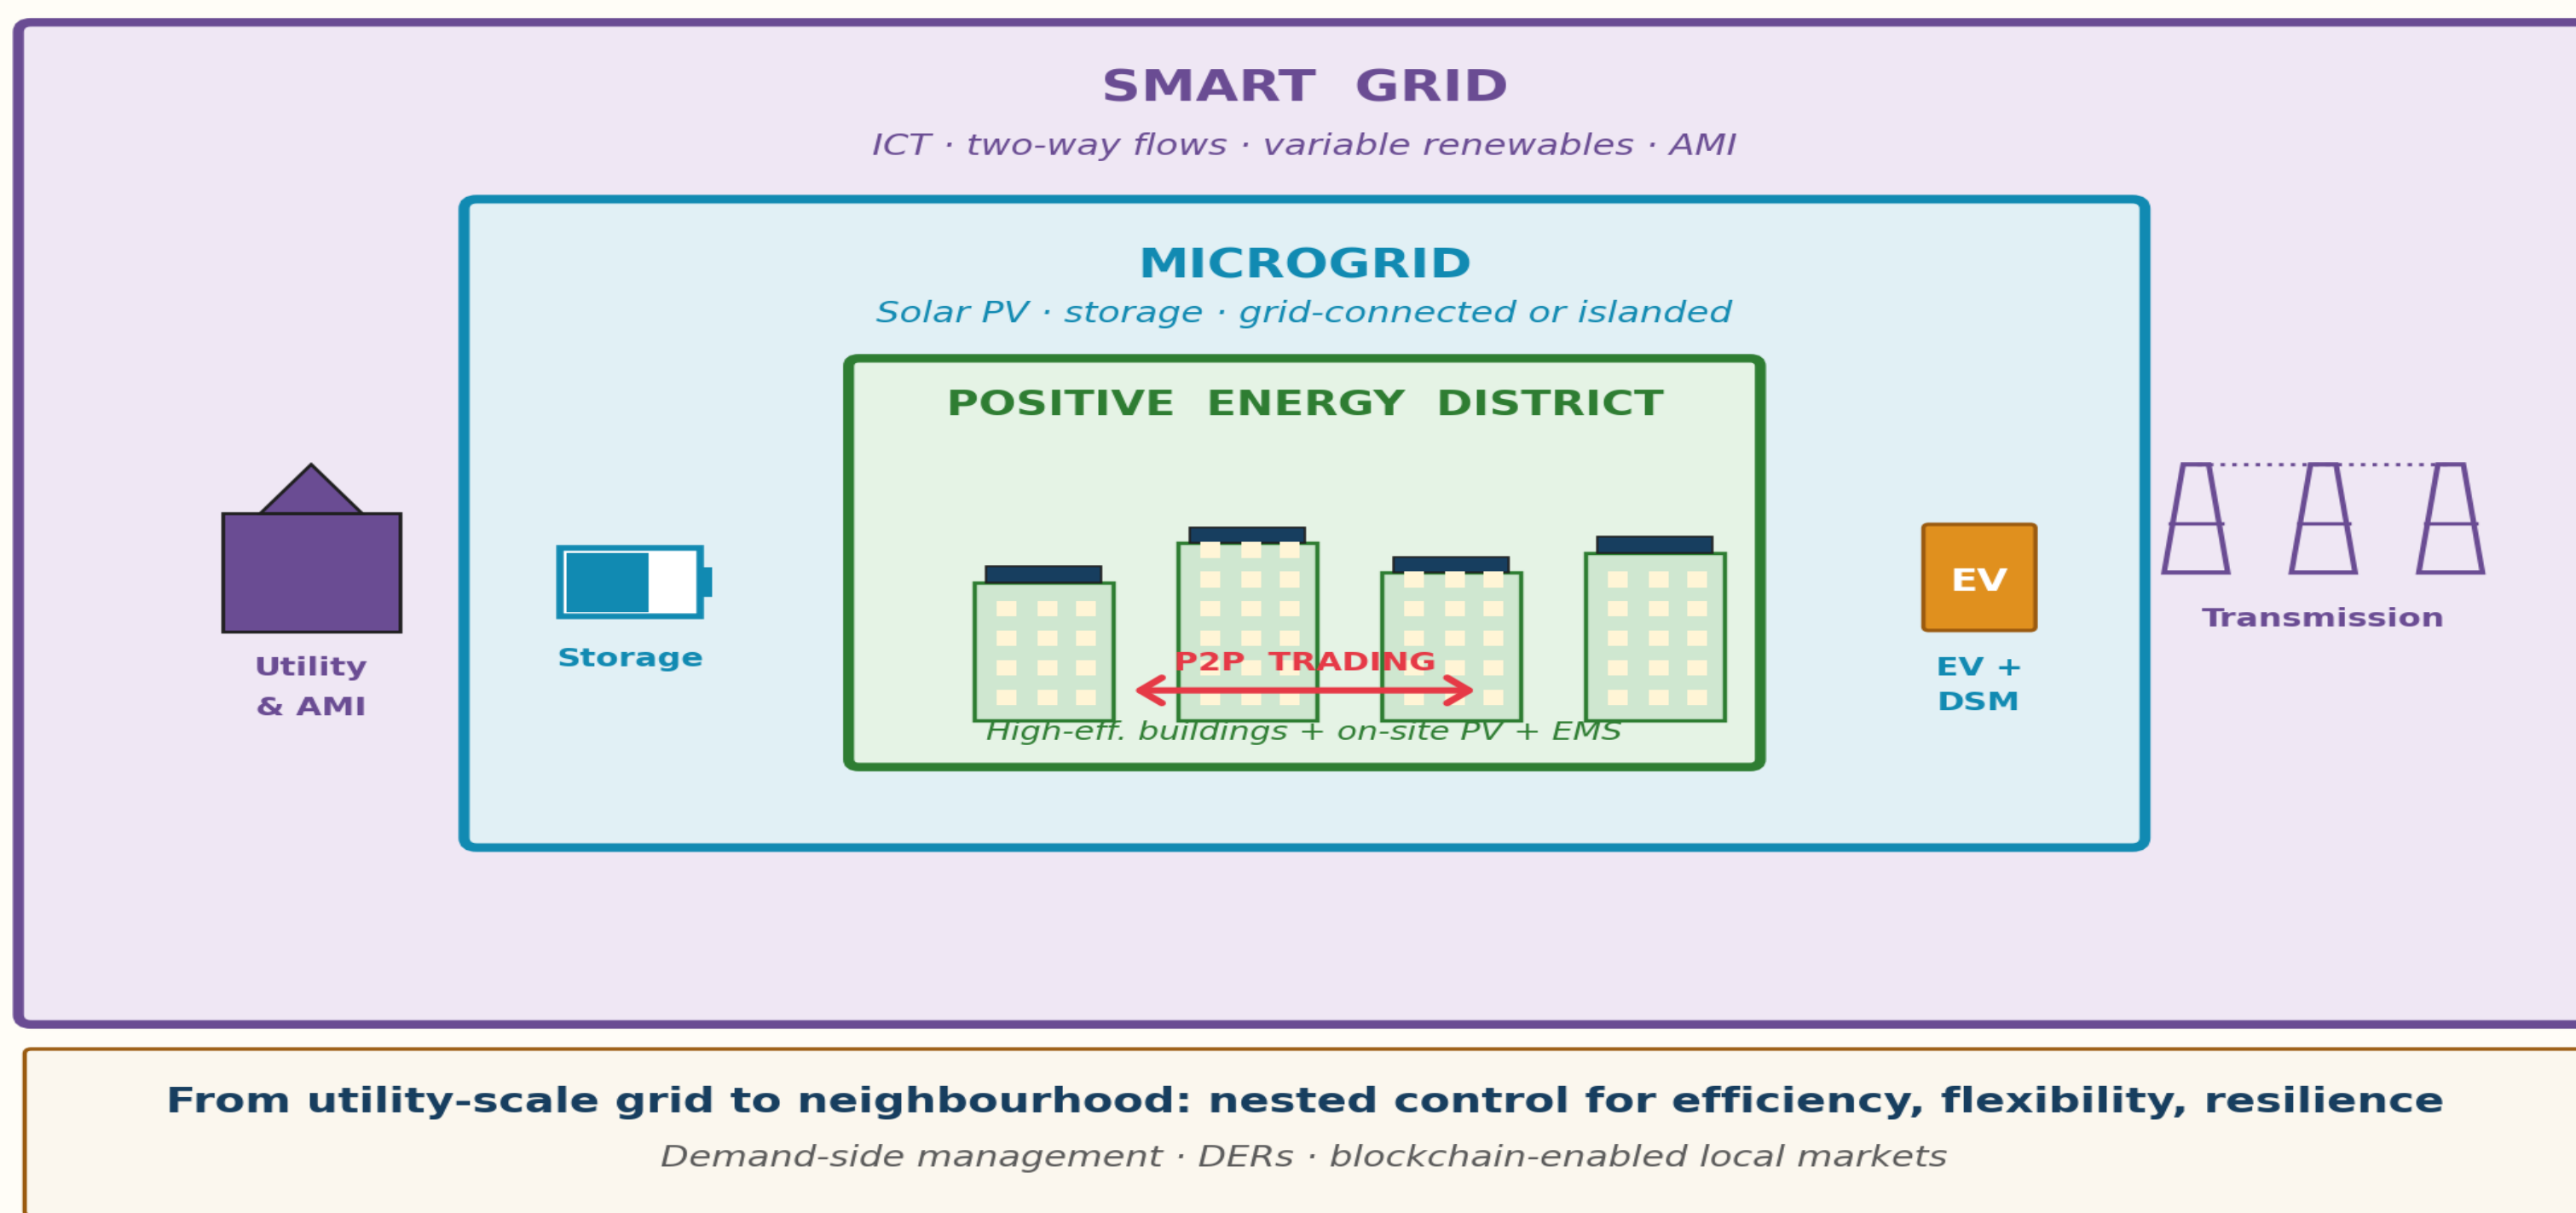 SMART GRID
ICT · two-way flows · variable renewables · AMI
MICROGRID
Solar PV · storage · grid-connected or islanded
POSITIVE ENERGY DISTRICT
Utility
& AMI
Storage
P2P TRADING
High-eff. buildings + on-site PV + EMS
EV
EV +
DSM
Transmission
From utility-scale grid to neighbourhood: nested control for efficiency, flexibility, resilience
Demand-side management · DERs · blockchain-enabled local markets